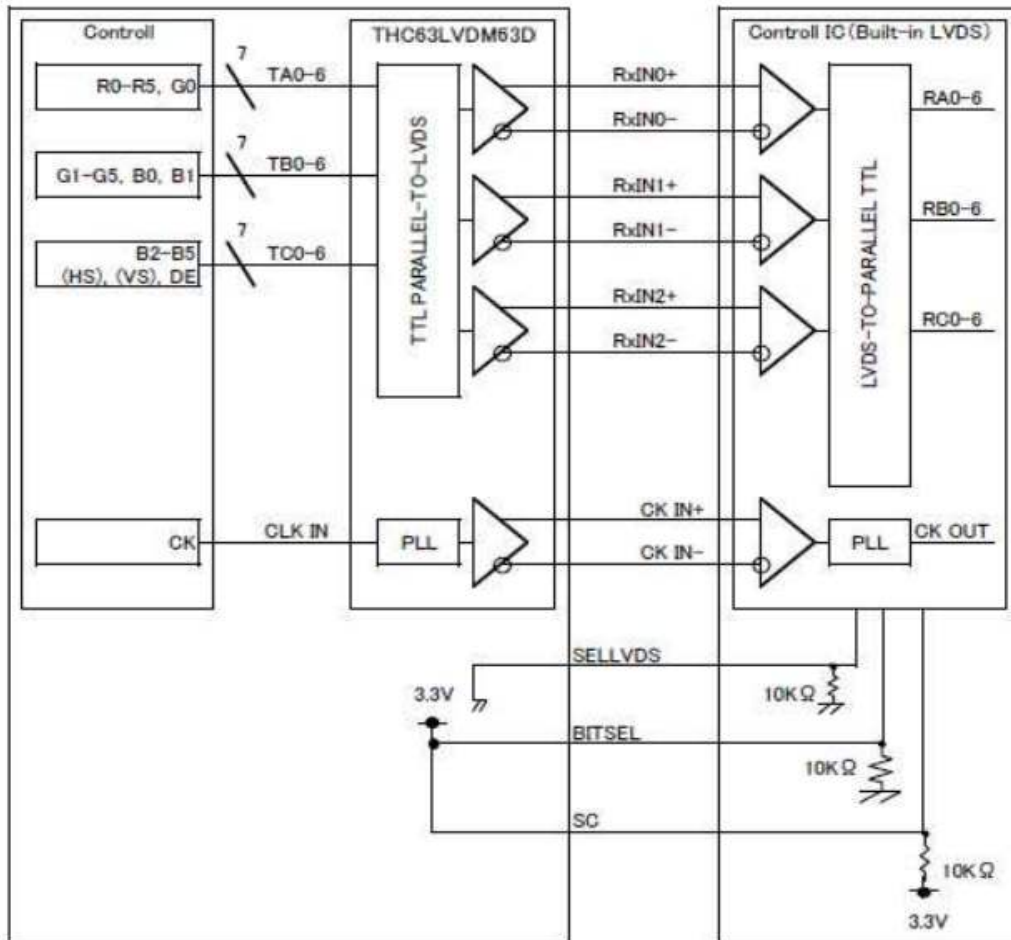 Controll
THC63LVDM63D
Controll IC(Built-in LVDS)
R0-R5, G0
7
TA0-6
RxIN0+
RxIN0-
RA0-6
G1-G5, B0, B1
7
TB0-6
RxIN1+
RxIN1-
RB0-6
B2-B5
(HS), (VS), DE
7
TC0-6
RxIN2+
RxIN2-
RC0-6
TTL PARALLEL-TO-LVDS
LVDS-TO-PARALLEL TTL
CK
CLK IN
PLL
CK IN+
CK IN-
PLL
CK OUT
SELLVDS
10KΩ
3.3V
BITSEL
10KΩ
SC
10KΩ
3.3V